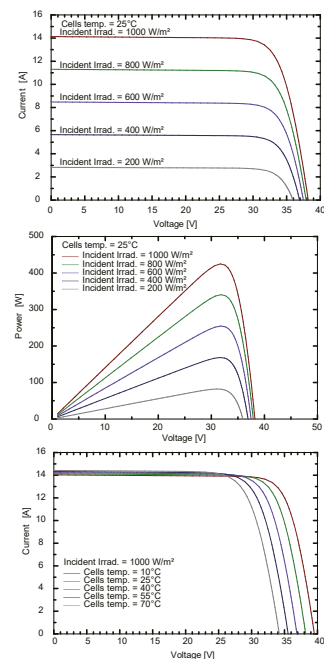 Cells temp. = 25°C
Incident Irrad. = 1000 W/m²
Incident Irrad. = 800 W/m²
Incident Irrad. = 600 W/m²
Incident Irrad. = 400 W/m²
Incident Irrad. = 200 W/m²
Current [A]
16
14
12
10
8
6
4
2
0
0 5 10 15 20 25 30 35 40
Voltage [V]
Cells temp. = 25°C
Incident Irrad. = 1000 W/m²
Incident Irrad. = 800 W/m²
Incident Irrad. = 600 W/m²
Incident Irrad. = 400 W/m²
Incident Irrad. = 200 W/m²
Power [W]
500
400
300
200
100
0
0 10 20 30 40 50
Voltage [V]
Current [A]
16
14
12
10
8
6
4
2
0
Incident Irrad. = 1000 W/m²
Cells temp. = 10°C
Cells temp. = 25°C
Cells temp. = 40°C
Cells temp. = 55°C
Cells temp. = 70°C
0 5 10 15 20 25 30 35 40
Voltage [V]